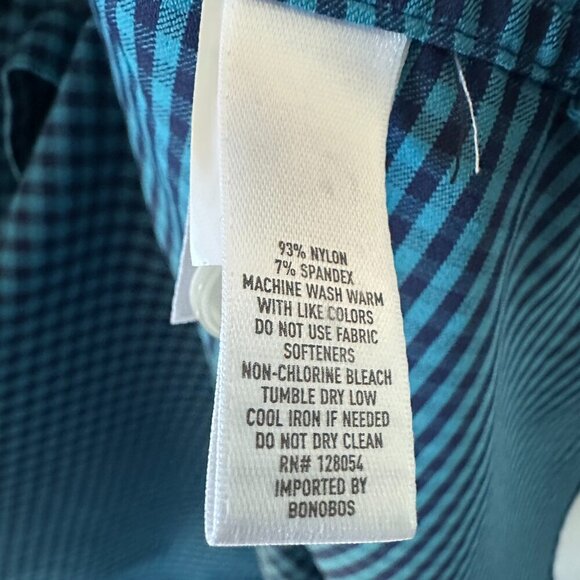 93% NYLON
7% SPANDEX
MACHINE WASH WARM
WITH LIKE COLORS
DO NOT USE FABRIC
SOFTENERS
NON-CHLORINE BLEACH
TUMBLE DRY LOW
COOL IRON IF NEEDED
DO NOT DRY CLEAN
RN# 128054
IMPORTED BY
BONOBOS